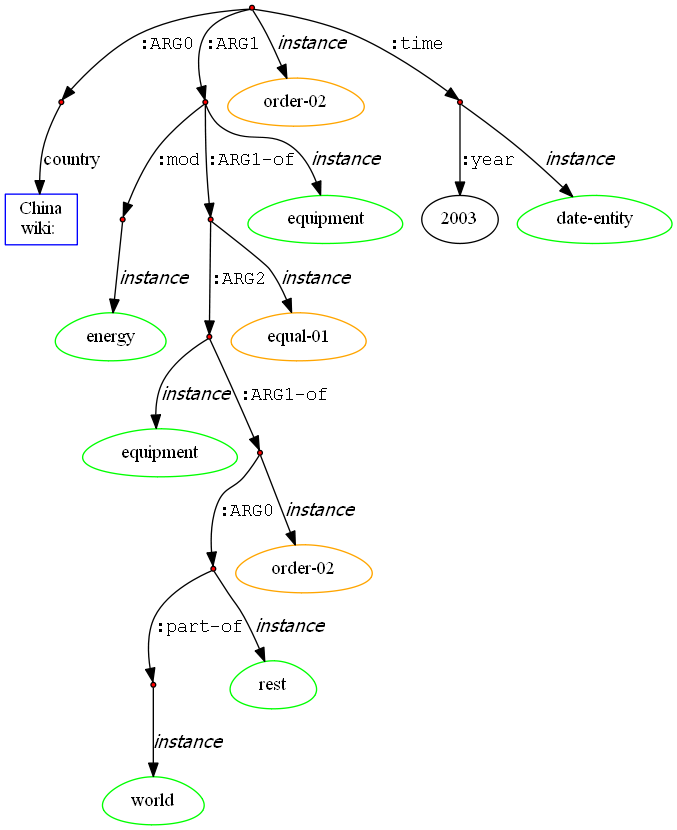 :ARG0 :ARG1 instance :time
order-02
country :mod :ARG1-of instance :year instance
China
wiki:
equipment 2003 date-entity
instance :ARG2 instance
energy equal-01
instance :ARG1-of
equipment
:ARG0 instance
order-02
:part-of instance
rest
instance
world